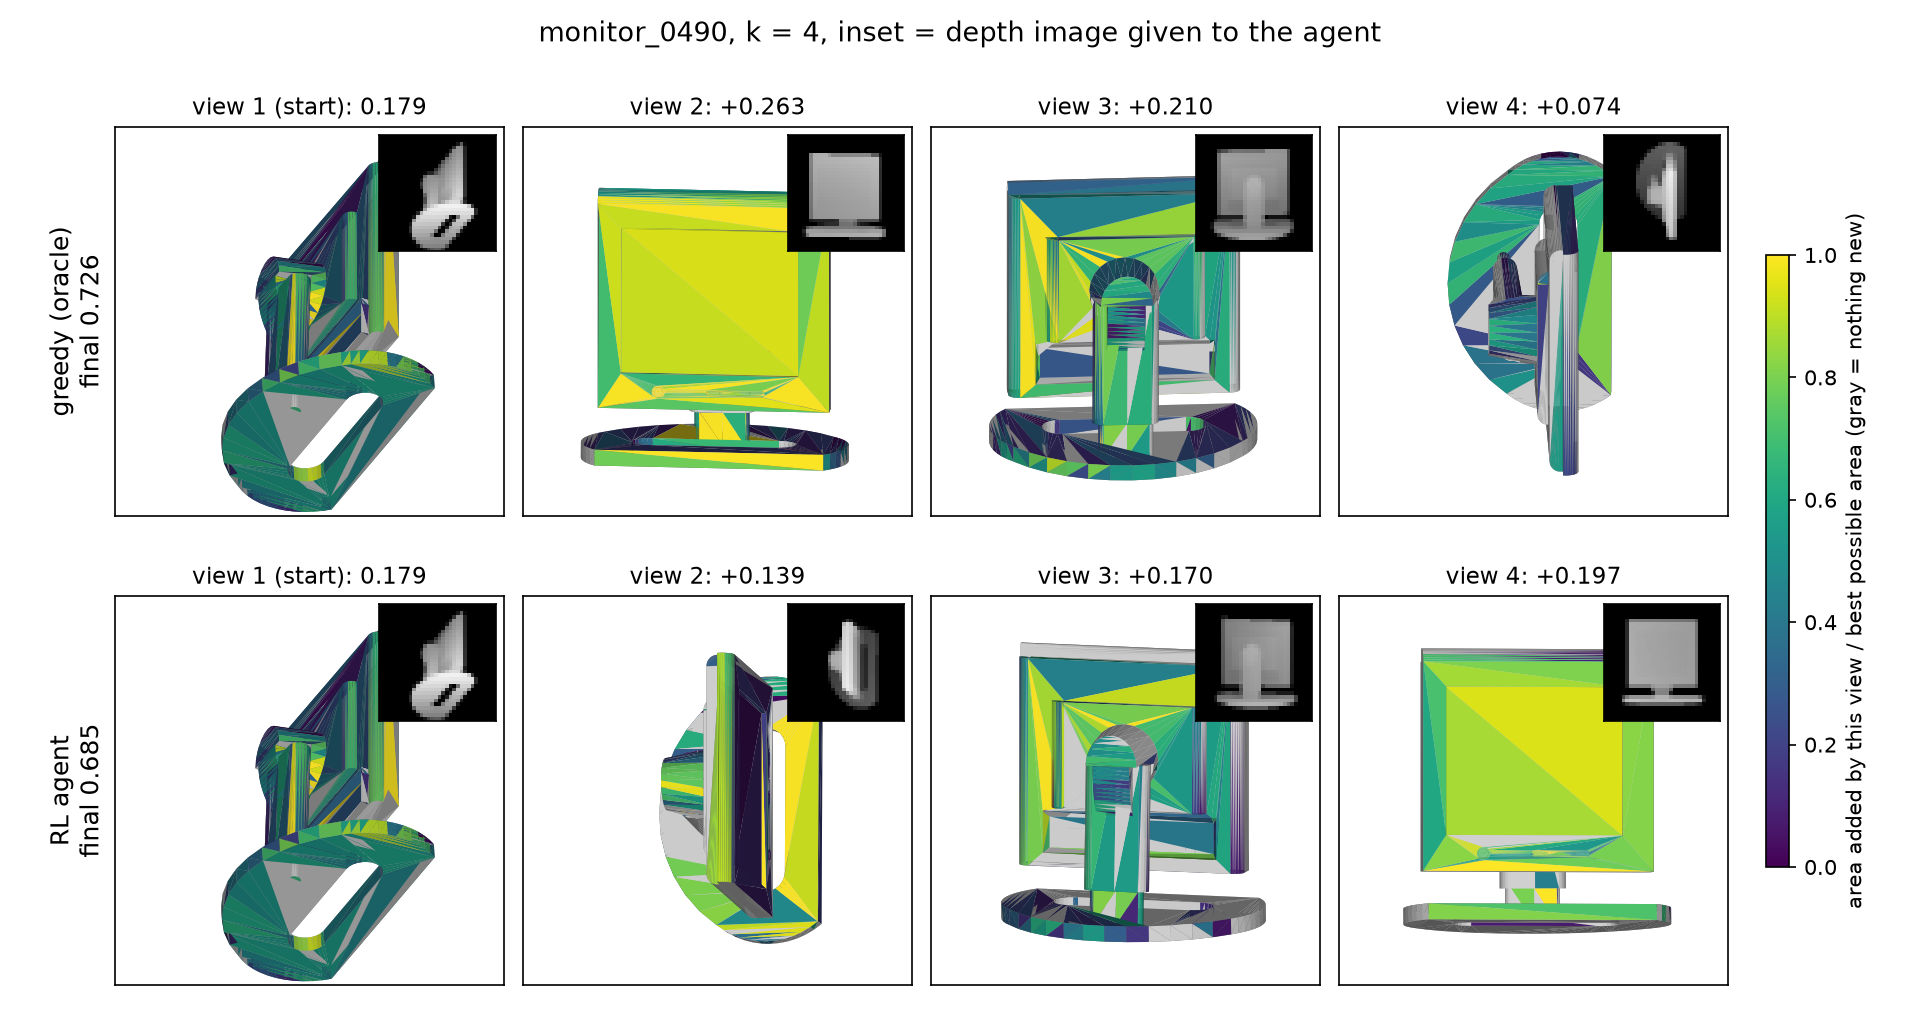 monitor_0490, k = 4, inset = depth image given to the agent
greedy (oracle)
final 0.726
view 1 (start): 0.179
view 2: +0.263
view 3: +0.210
view 4: +0.074
RL agent
final 0.685
view 1 (start): 0.179
view 2: +0.139
view 3: +0.170
view 4: +0.197
1.0
0.8
0.6
0.4
0.2
0.0
area added by this view / best possible area (gray = nothing new)